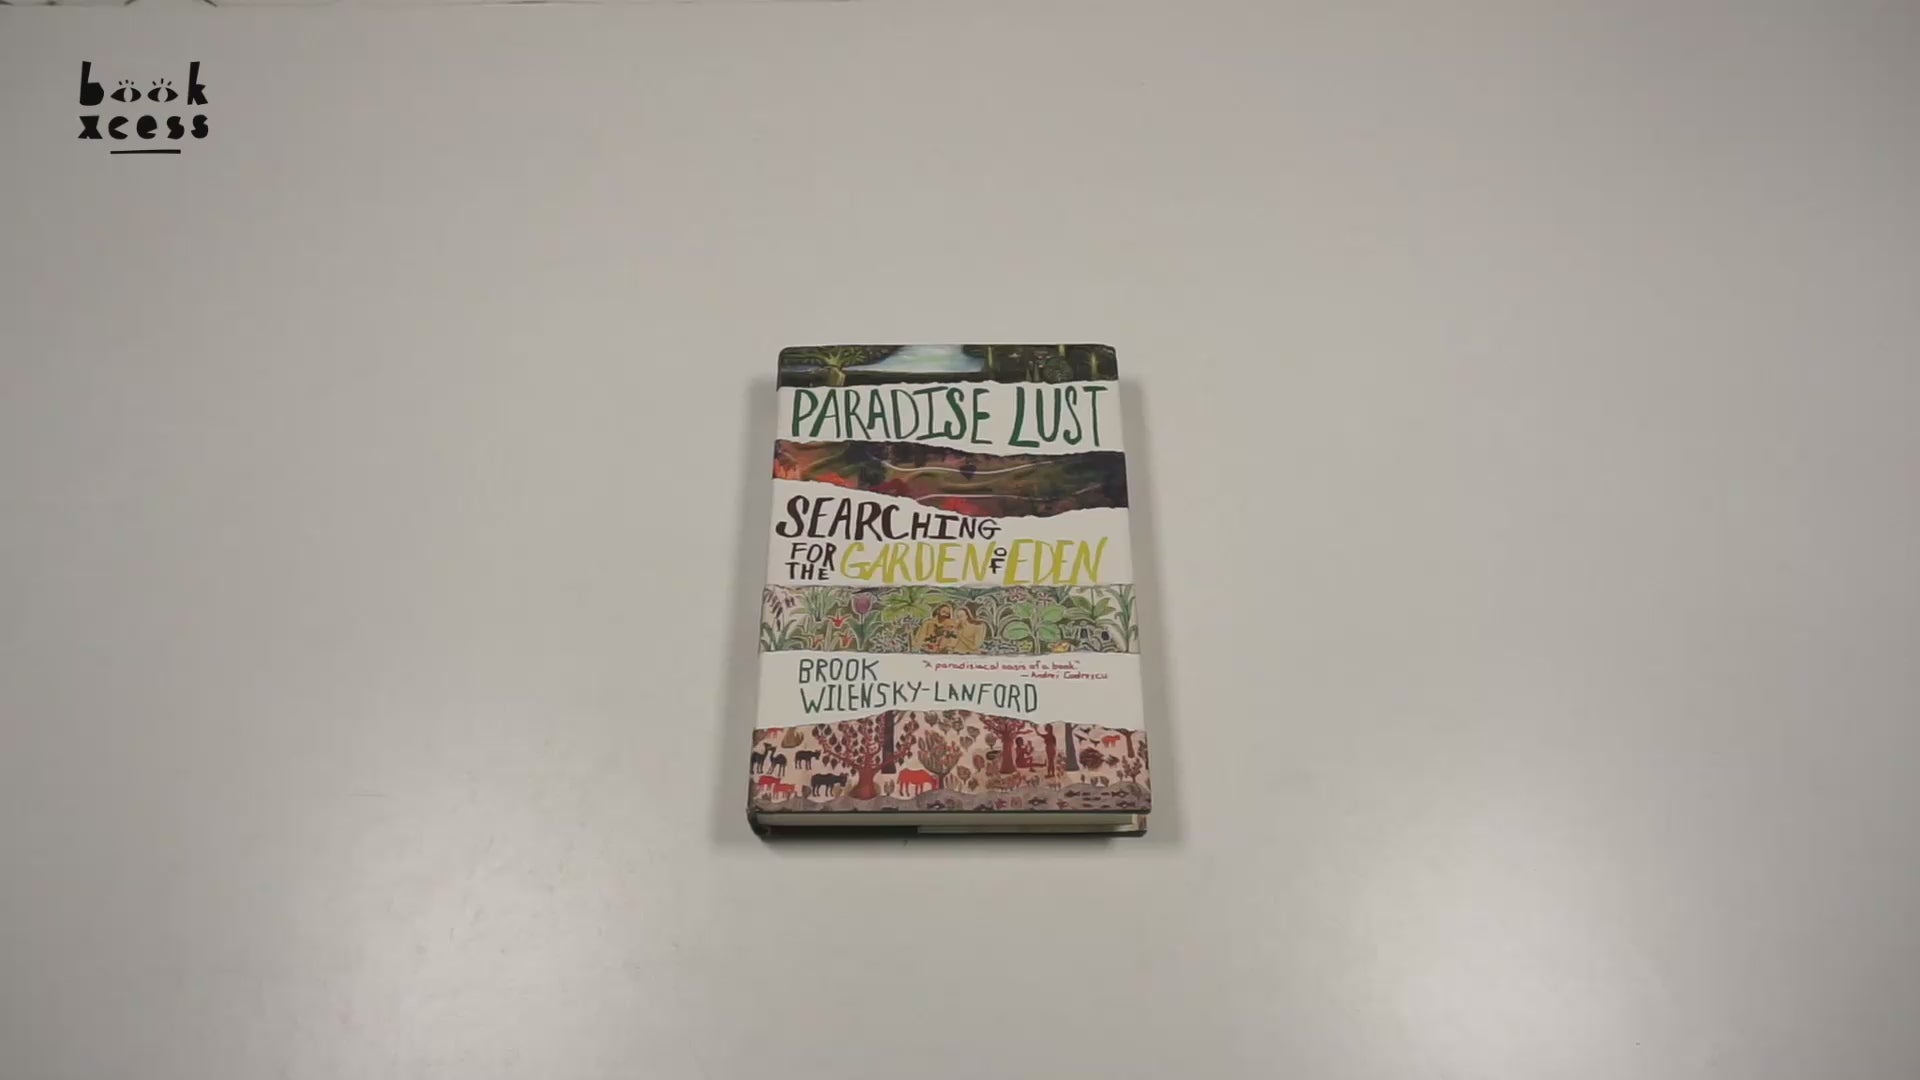 book
xcess
PARADISE LUST
SEARCHING
FOR THE GARDEN OF EDEN
BROOK
WILENSKY-LANFORD
"A paradisiacal oasis of a book."
—Andrei Codrescu